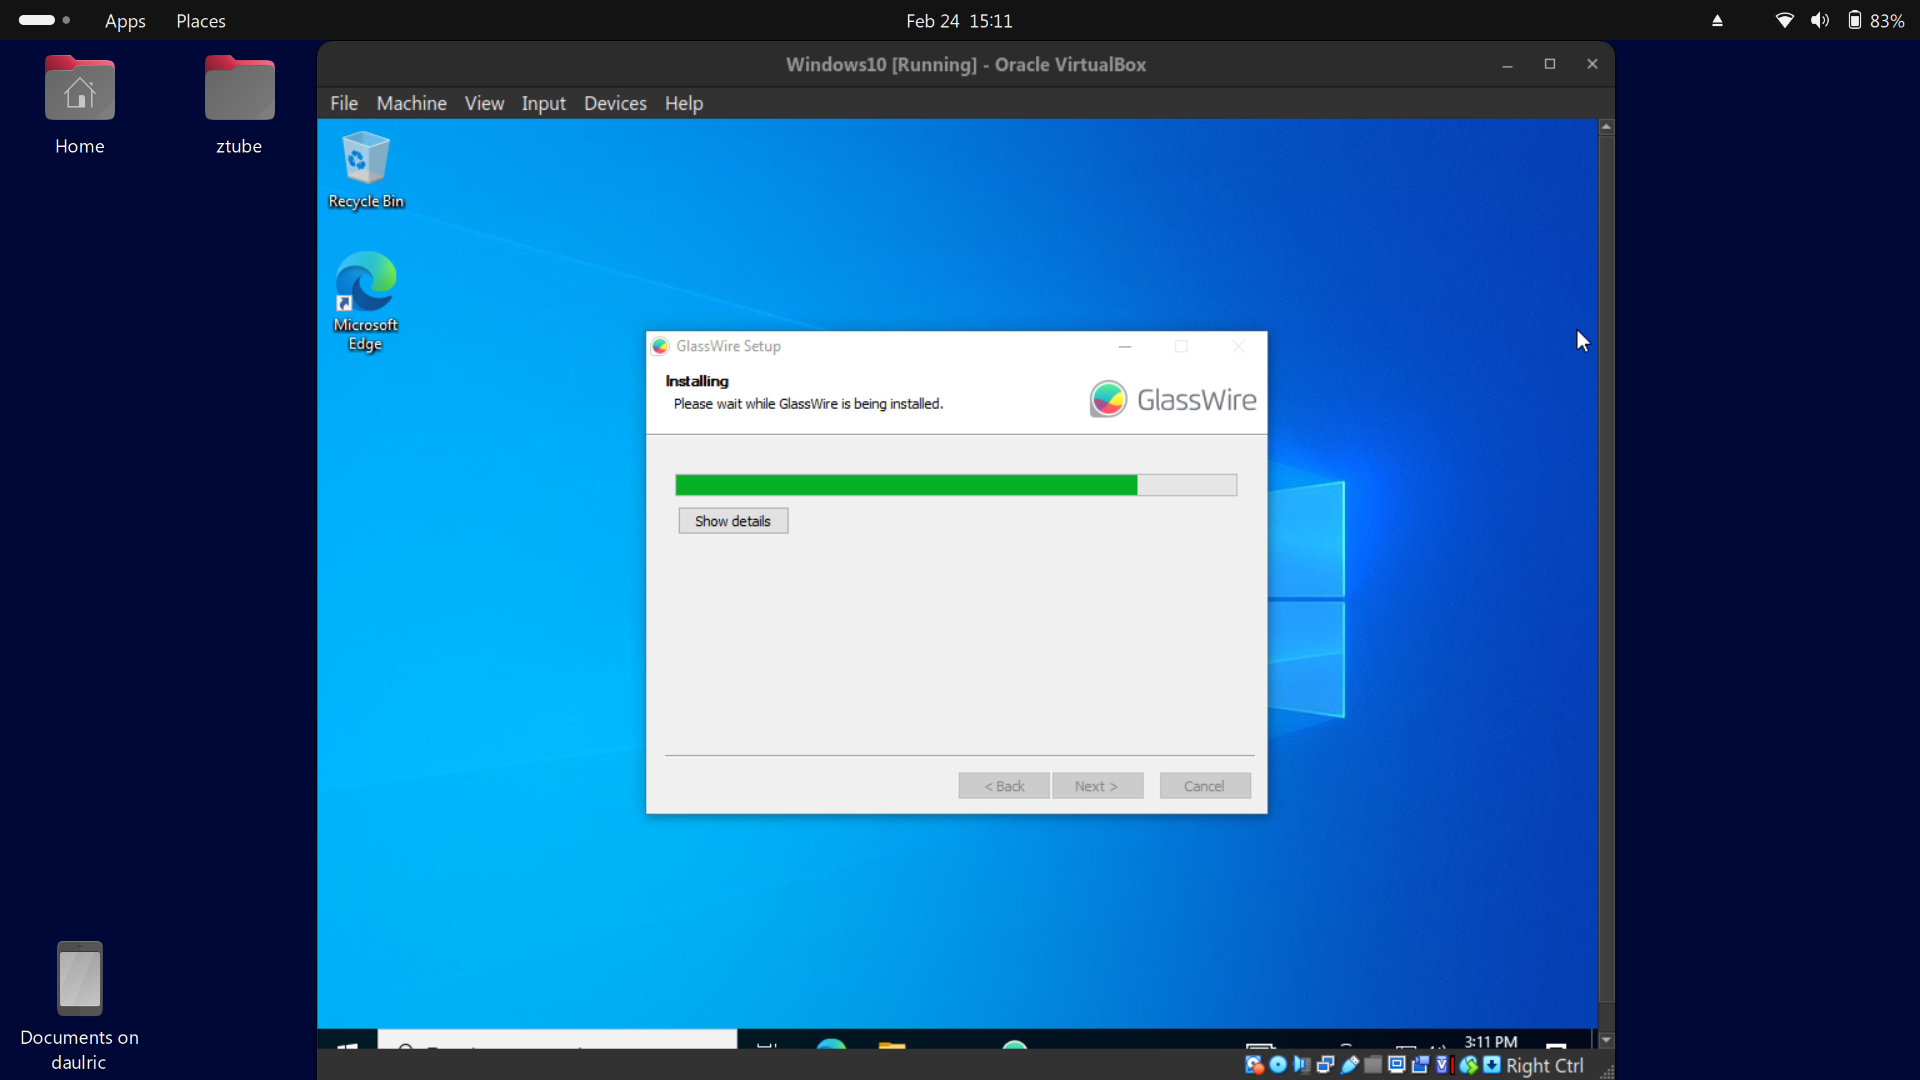 Apps Places Feb 24 15:11 83%
Home
ztube
Windows10 [Running] - Oracle VirtualBox
File Machine View Input Devices Help
Recycle Bin
Microsoft
Edge
GlassWire Setup
Installing
Please wait while GlassWire is being installed.
GlassWire
Show details
< Back Next > Cancel
Documents on
daulric
3:11 PM
Right Ctrl